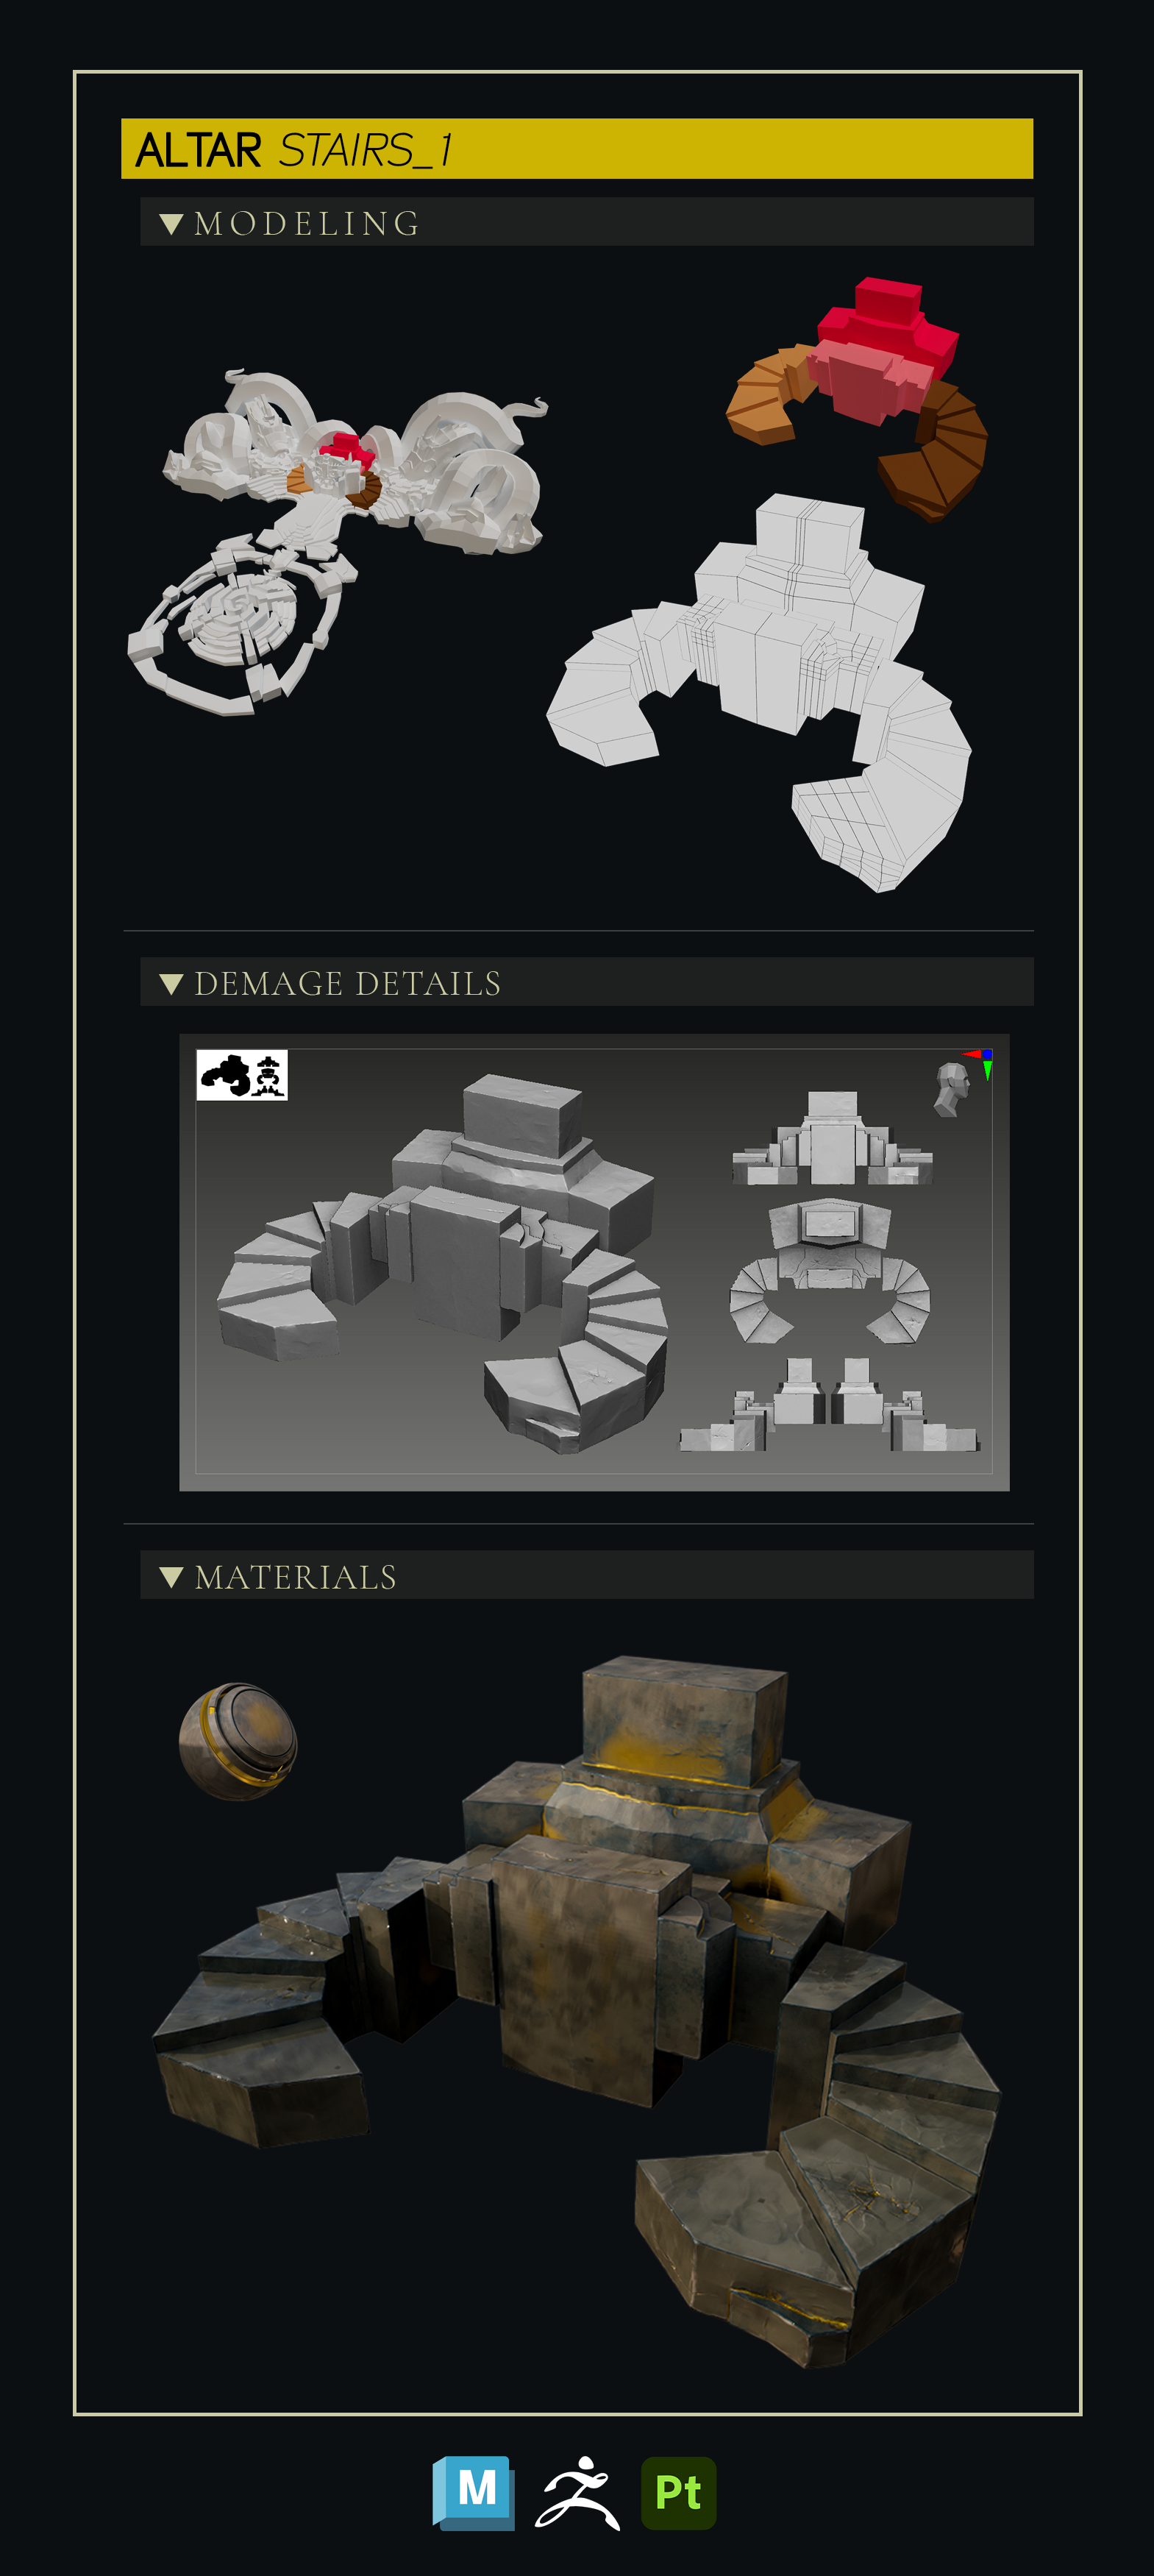 ALTAR STAIRS_1
▼ MODELING
▼ DEMAGE DETAILS
▼ MATERIALS
M Pt